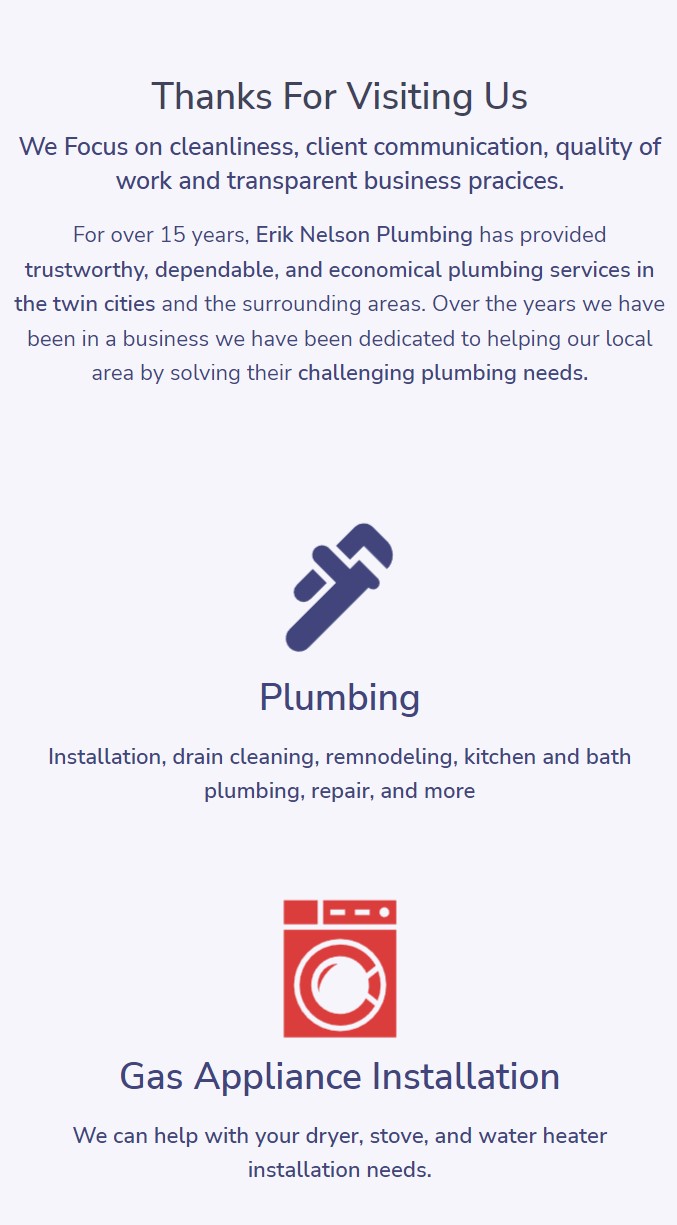 Thanks For Visiting Us
We Focus on cleanliness, client communication, quality of
work and transparent business pracices.
For over 15 years, Erik Nelson Plumbing has provided
trustworthy, dependable, and economical plumbing services in
the twin cities and the surrounding areas. Over the years we have
been in a business we have been dedicated to helping our local
area by solving their challenging plumbing needs.
Plumbing
Installation, drain cleaning, remnodeling, kitchen and bath
plumbing, repair, and more
Gas Appliance Installation
We can help with your dryer, stove, and water heater
installation needs.